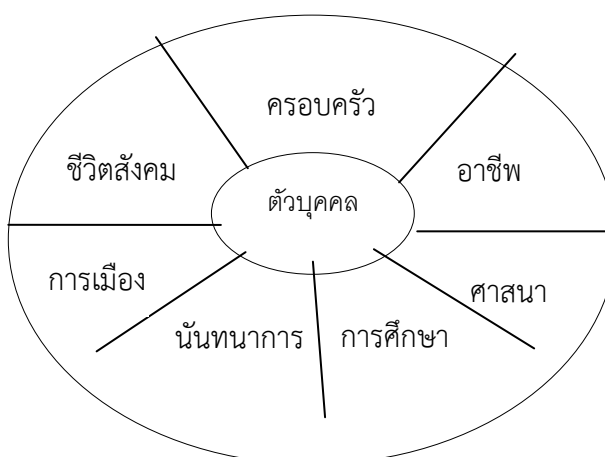 ครอบครัว
ชีวิตสังคม
อาชีพ
ตัวบุคคล
การเมือง
ศาสนา
นันทนาการ
การศึกษา